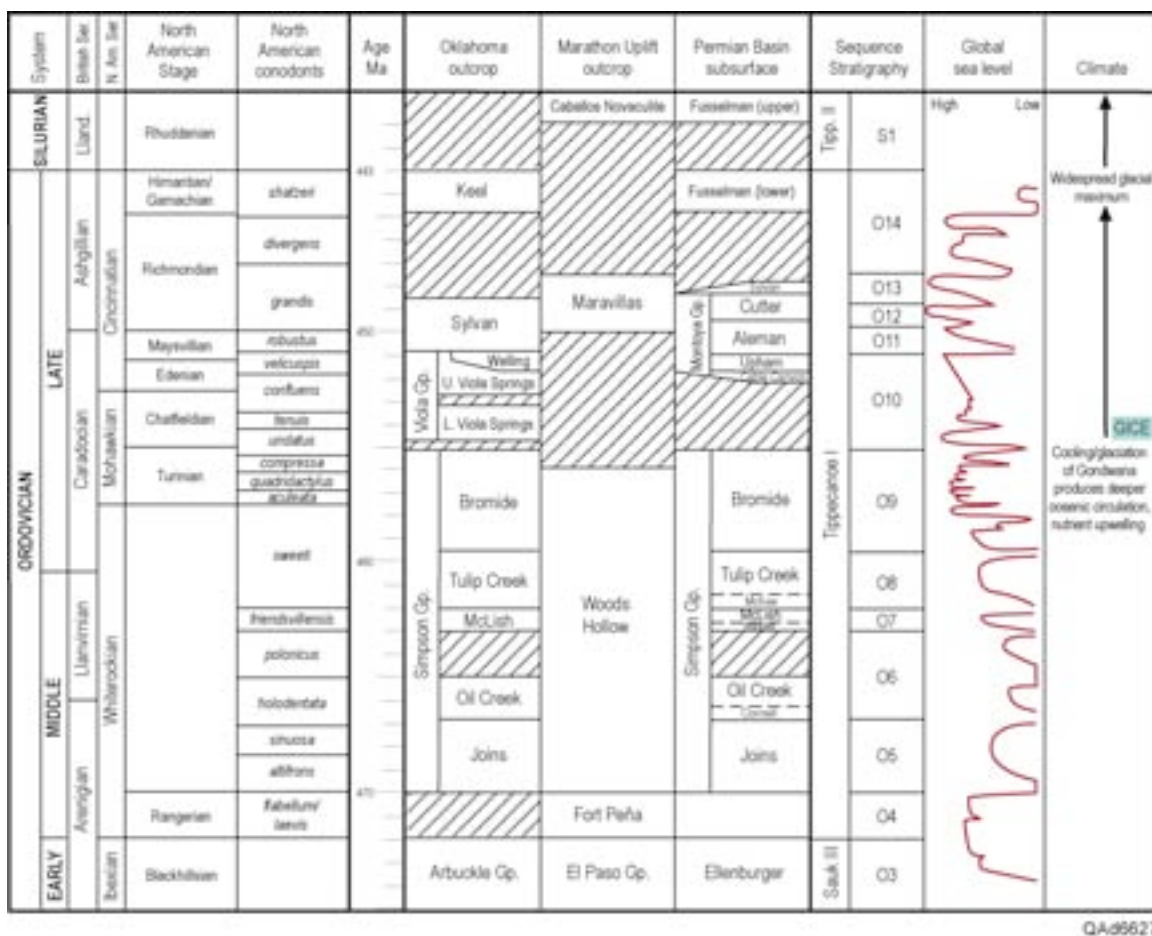 System
British Ser.
N. Am. Ser.
North
American
Stage
North
American
conodonts
Age
Ma
Oklahoma
outcrop
Marathon Uplift
outcrop
Permian Basin
subsurface
Sequence
Stratigraphy
Global
sea level
Climate
SILURIAN
Lland.
Rhuddanian
Caballos Novaculite
Fusselman (upper)
Tipp. II
S1
High
Low
443
ORDOVICIAN
LATE
Ashgillian
Cincinnatian
Hirnantian/
Gamachian
shatzeri
Keel
Fusselman (lower)
Widespread glacial
maximum
O14
Richmondian
divergens
grandis
Maravillas
O13
Sylvan
Montoya Gp.
Cutter
O12
450
Caradocian
Maysvillian
robustus
Aleman
O11
velicuspis
Viola Gp.
Welling
Upham
Edenian
confluens
U. Viola Springs
O10
Mohawkian
Chatfieldian
tenuis
L. Viola Springs
undatus
GICE
Tippecanoe I
Turinian
compressa
quadridactylus
aculeata
Cooling/glaciation
of Gondwana
produces deeper
oceanic circulation,
nutrient upwelling
Simpson Gp.
Bromide
Woods
Hollow
Simpson Gp.
Bromide
O9
460
sweeti
MIDDLE
Llanvirnian
Whiterockian
Tulip Creek
Tulip Creek
McKee
O8
friendsvillensis
McLish
McLish
O7
polonicus
O6
holodentata
Oil Creek
Oil Creek
Connell
Arenigian
sinuosa
Joins
Joins
O5
altifrons
470
Rangerian
flabellum/
laevis
Fort Peña
O4
EARLY
Ibexian
Blackhillsian
Arbuckle Gp.
El Paso Gp.
Ellenburger
Sauk III
O3
QAd6627